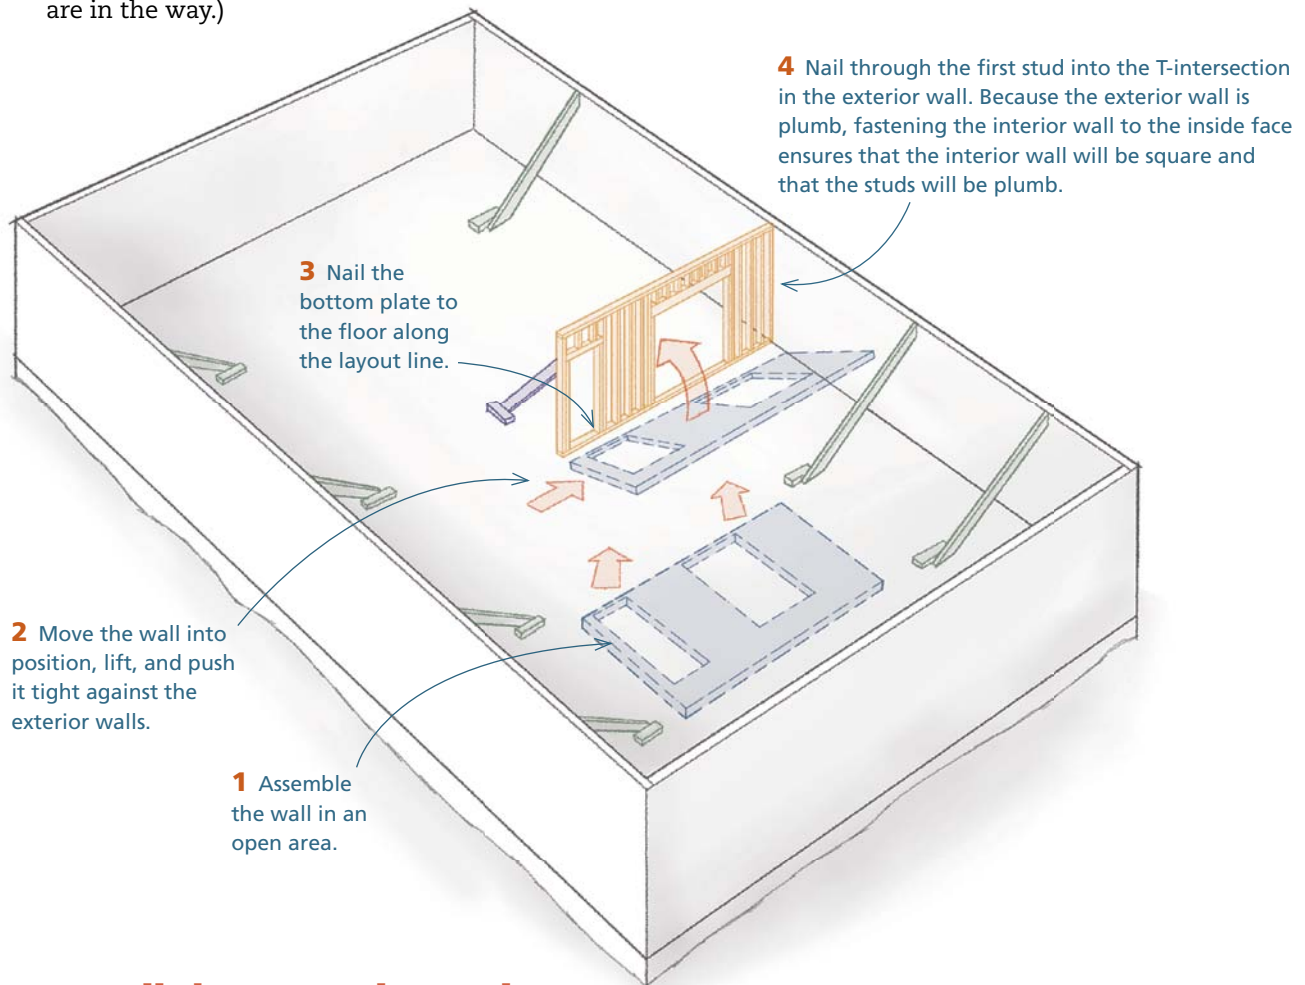 are in the way.)
4 Nail through the first stud into the T-intersection
in the exterior wall. Because the exterior wall is
plumb, fastening the interior wall to the inside face
ensures that the interior wall will be square and
that the studs will be plumb.
3 Nail the
bottom plate to
the floor along
the layout line.
2 Move the wall into
position, lift, and push
it tight against the
exterior walls.
1 Assemble
the wall in an
open area.